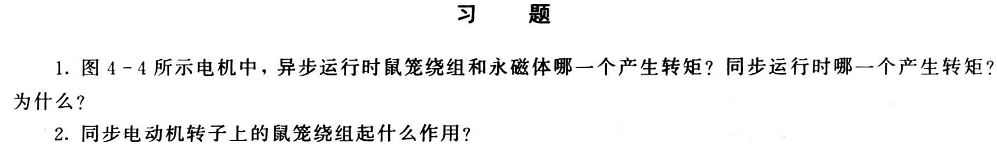 习 题
1. 图 4-4 所示电机中，异步运行时鼠笼绕组和永磁体哪一个产生转矩？同步运行时哪一个产生转矩？
为什么？
2. 同步电动机转子上的鼠笼绕组起什么作用？